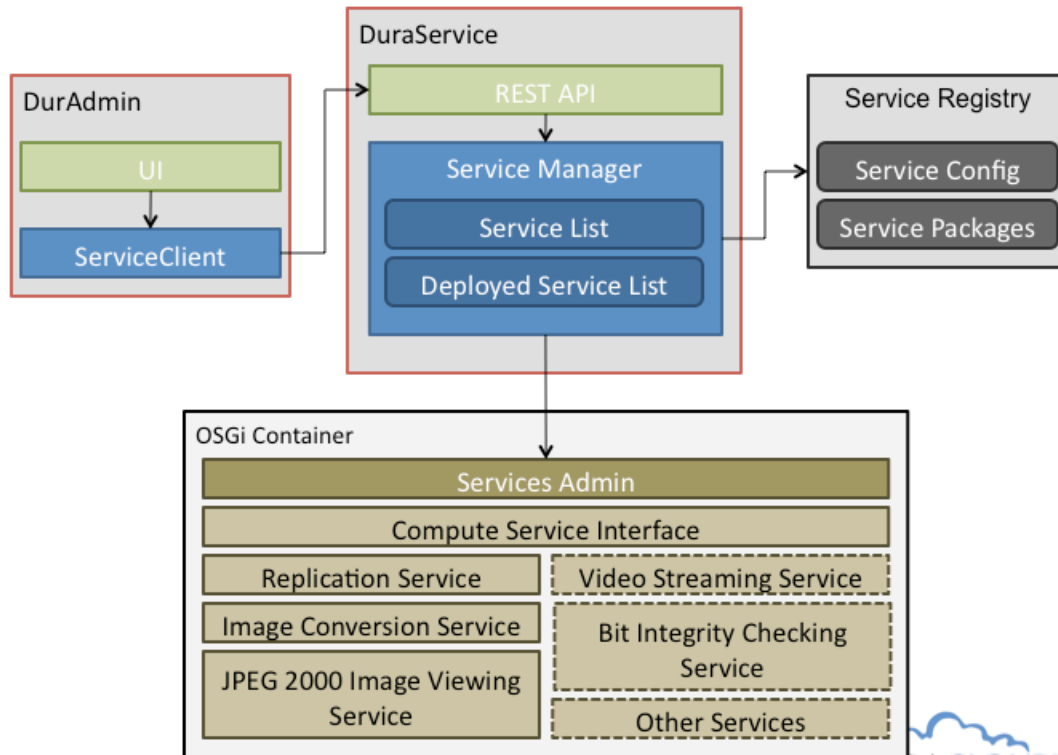 DuraService
DurAdmin
REST API
Service Registry
UI
Service Manager
Service Config
Service List
Service Packages
ServiceClient
Deployed Service List
OSGi Container
Services Admin
Compute Service Interface
Replication Service
Video Streaming Service
Image Conversion Service
Bit Integrity Checking
Service
JPEG 2000 Image Viewing
Service
Other Services